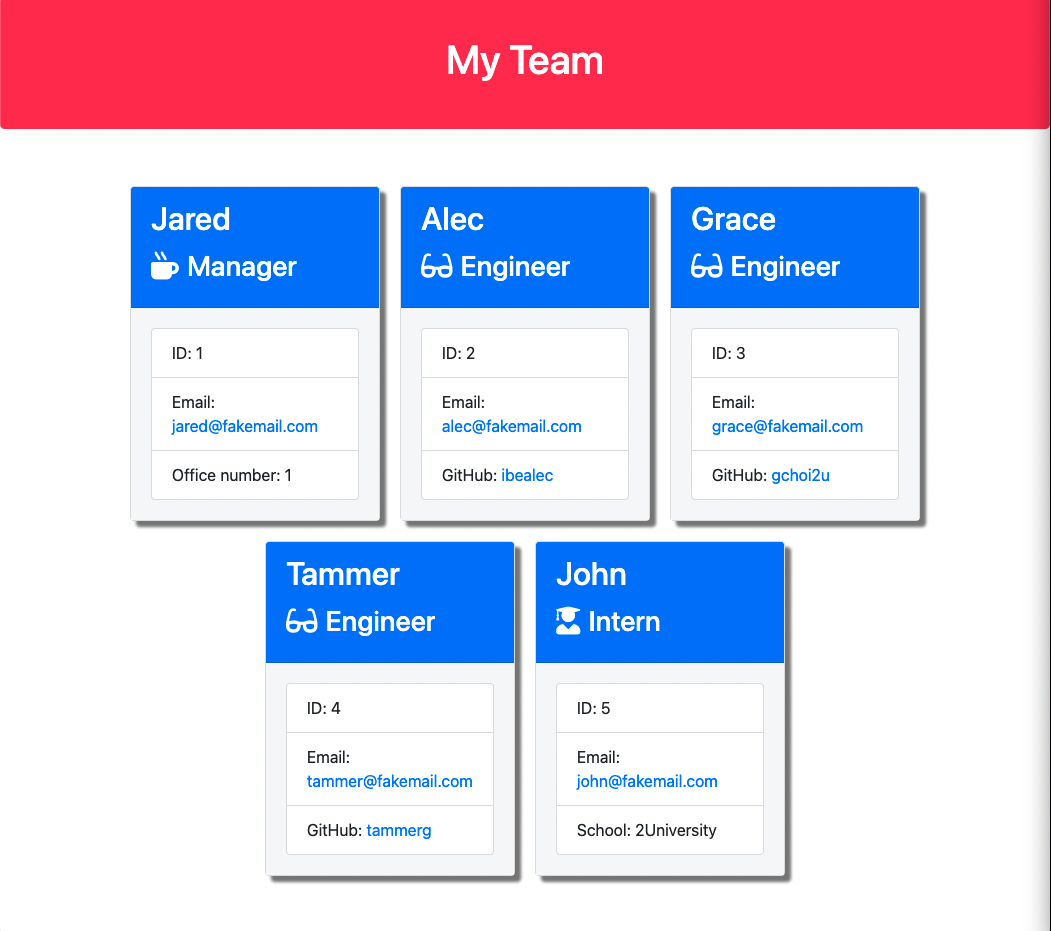 My Team
Jared
Manager
ID: 1
Email:
jared@fakemail.com
Office number: 1
Alec
Engineer
ID: 2
Email:
alec@fakemail.com
GitHub: ibealec
Grace
Engineer
ID: 3
Email:
grace@fakemail.com
GitHub: gchoi2u
Tammer
Engineer
ID: 4
Email:
tammer@fakemail.com
GitHub: tammerg
John
Intern
ID: 5
Email:
john@fakemail.com
School: 2University